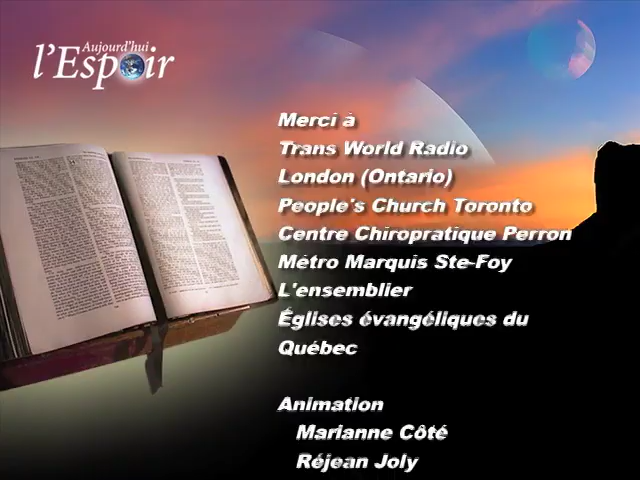 Aujourd'hui
l'Espoir
Merci à
Trans World Radio
London (Ontario)
People's Church Toronto
Centre Chiropratique Perron
Métro Marquis Ste-Foy
L'ensemblier
Églises évangéliques du
Québec
Animation
Marianne Côté
Réjean Joly